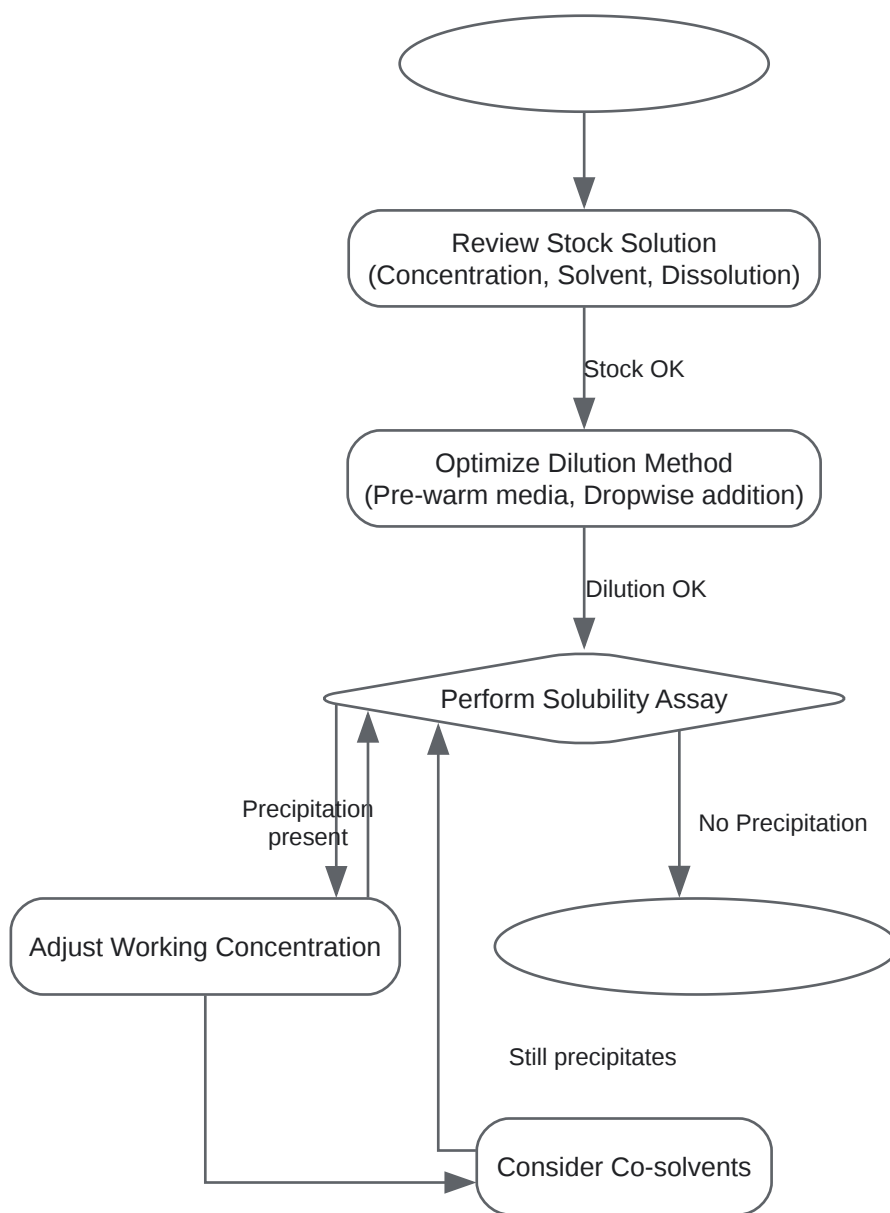 Review Stock Solution
(Concentration, Solvent, Dissolution)
Stock OK
Optimize Dilution Method
(Pre-warm media, Dropwise addition)
Dilution OK
Perform Solubility Assay
Precipitation
present
No Precipitation
Adjust Working Concentration
Still precipitates
Consider Co-solvents